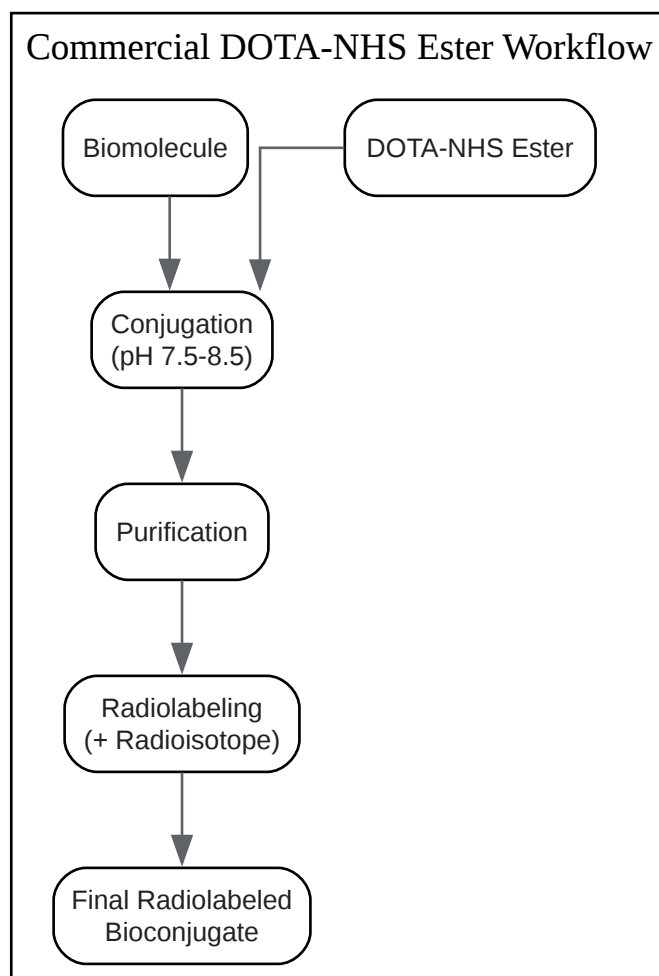 Commercial DOTA-NHS Ester Workflow
Biomolecule
DOTA-NHS Ester
Conjugation
(pH 7.5-8.5)
Purification
Radiolabeling
(+ Radioisotope)
Final Radiolabeled
Bioconjugate